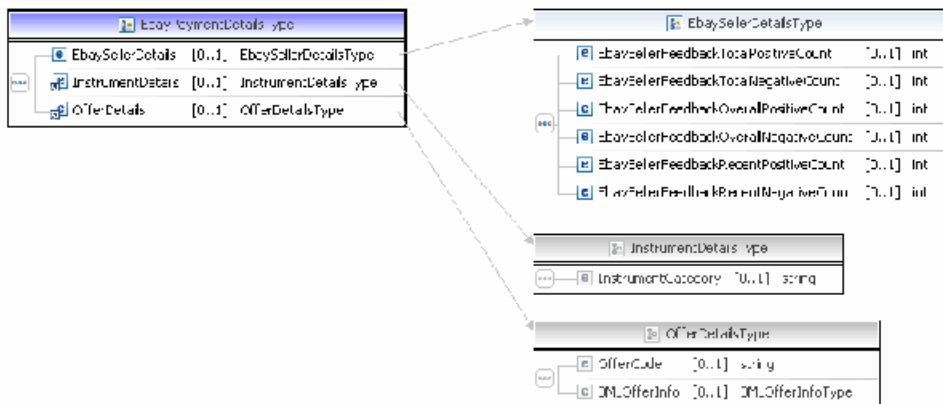 EbayPaymentDetailsType
EbaySellerDetails [0..1] EbaySellerDetailsType
InstrumentDetails [0..1] InstrumentDetailsType
OfferDetails [0..1] OfferDetailsType
EbaySellerDetailsType
EbaySellerFeedbackTotalPositiveCount [0..1] int
EbaySellerFeedbackTotalNegativeCount [0..1] int
EbaySellerFeedbackOverallPositiveCount [0..1] int
EbaySellerFeedbackOverallNegativeCount [0..1] int
EbaySellerFeedbackRecentPositiveCount [0..1] int
EbaySellerFeedbackRecentNegativeCount [0..1] int
InstrumentDetailsType
InstrumentCategory [0..1] string
OfferDetailsType
OfferCode [0..1] string
BMLOfferInfo [0..1] BMLOfferInfoType